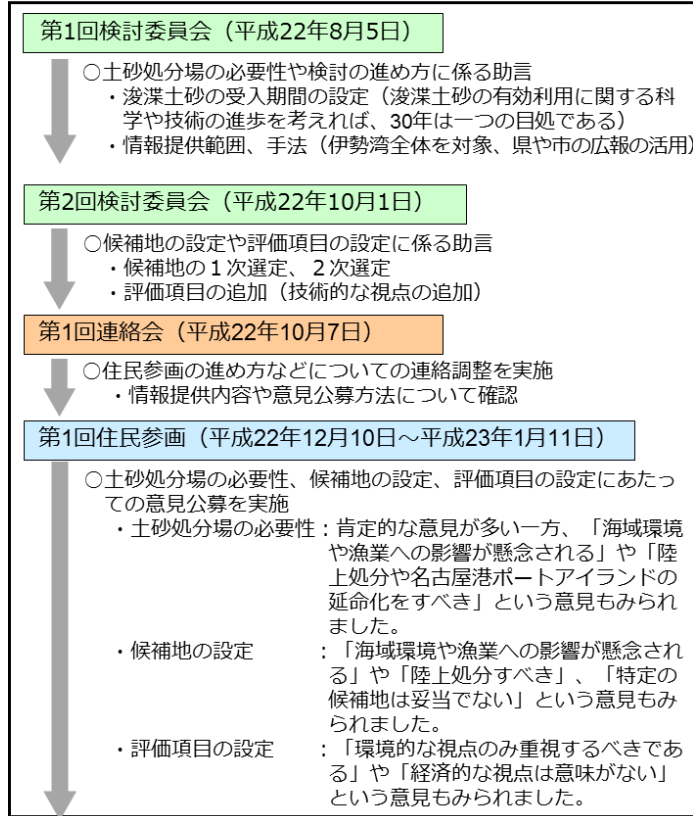 第1回検討委員会（平成22年8月5日）
○土砂処分場の必要性や検討の進め方に係る助言
・浚渫土砂の受入期間の設定（浚渫土砂の有効利用に関する科
学や技術の進歩を考えれば、30年は一つの目処である）
・情報提供範囲、手法（伊勢湾全体を対象、県や市の広報の活用）
第2回検討委員会（平成22年10月1日）
○候補地の設定や評価項目の設定に係る助言
・候補地の１次選定、２次選定
・評価項目の追加（技術的な視点の追加）
第1回連絡会（平成22年10月7日）
○住民参画の進め方などについての連絡調整を実施
・情報提供内容や意見公募方法について確認
第1回住民参画（平成22年12月10日～平成23年1月11日）
○土砂処分場の必要性、候補地の設定、評価項目の設定にあたっ
ての意見公募を実施
・土砂処分場の必要性：肯定的な意見が多い一方、「海域環境
や漁業への影響が懸念される」や「陸
上処分や名古屋港ポートアイランドの
延命化をすべき」という意見もみられ
ました。
・候補地の設定　　　：「海域環境や漁業への影響が懸念され
る」や「陸上処分すべき」、「特定の
候補地は妥当でない」という意見もみ
られました。
・評価項目の設定　　：「環境的な視点のみ重視するべきであ
る」や「経済的な視点は意味がない」
という意見もみられました。